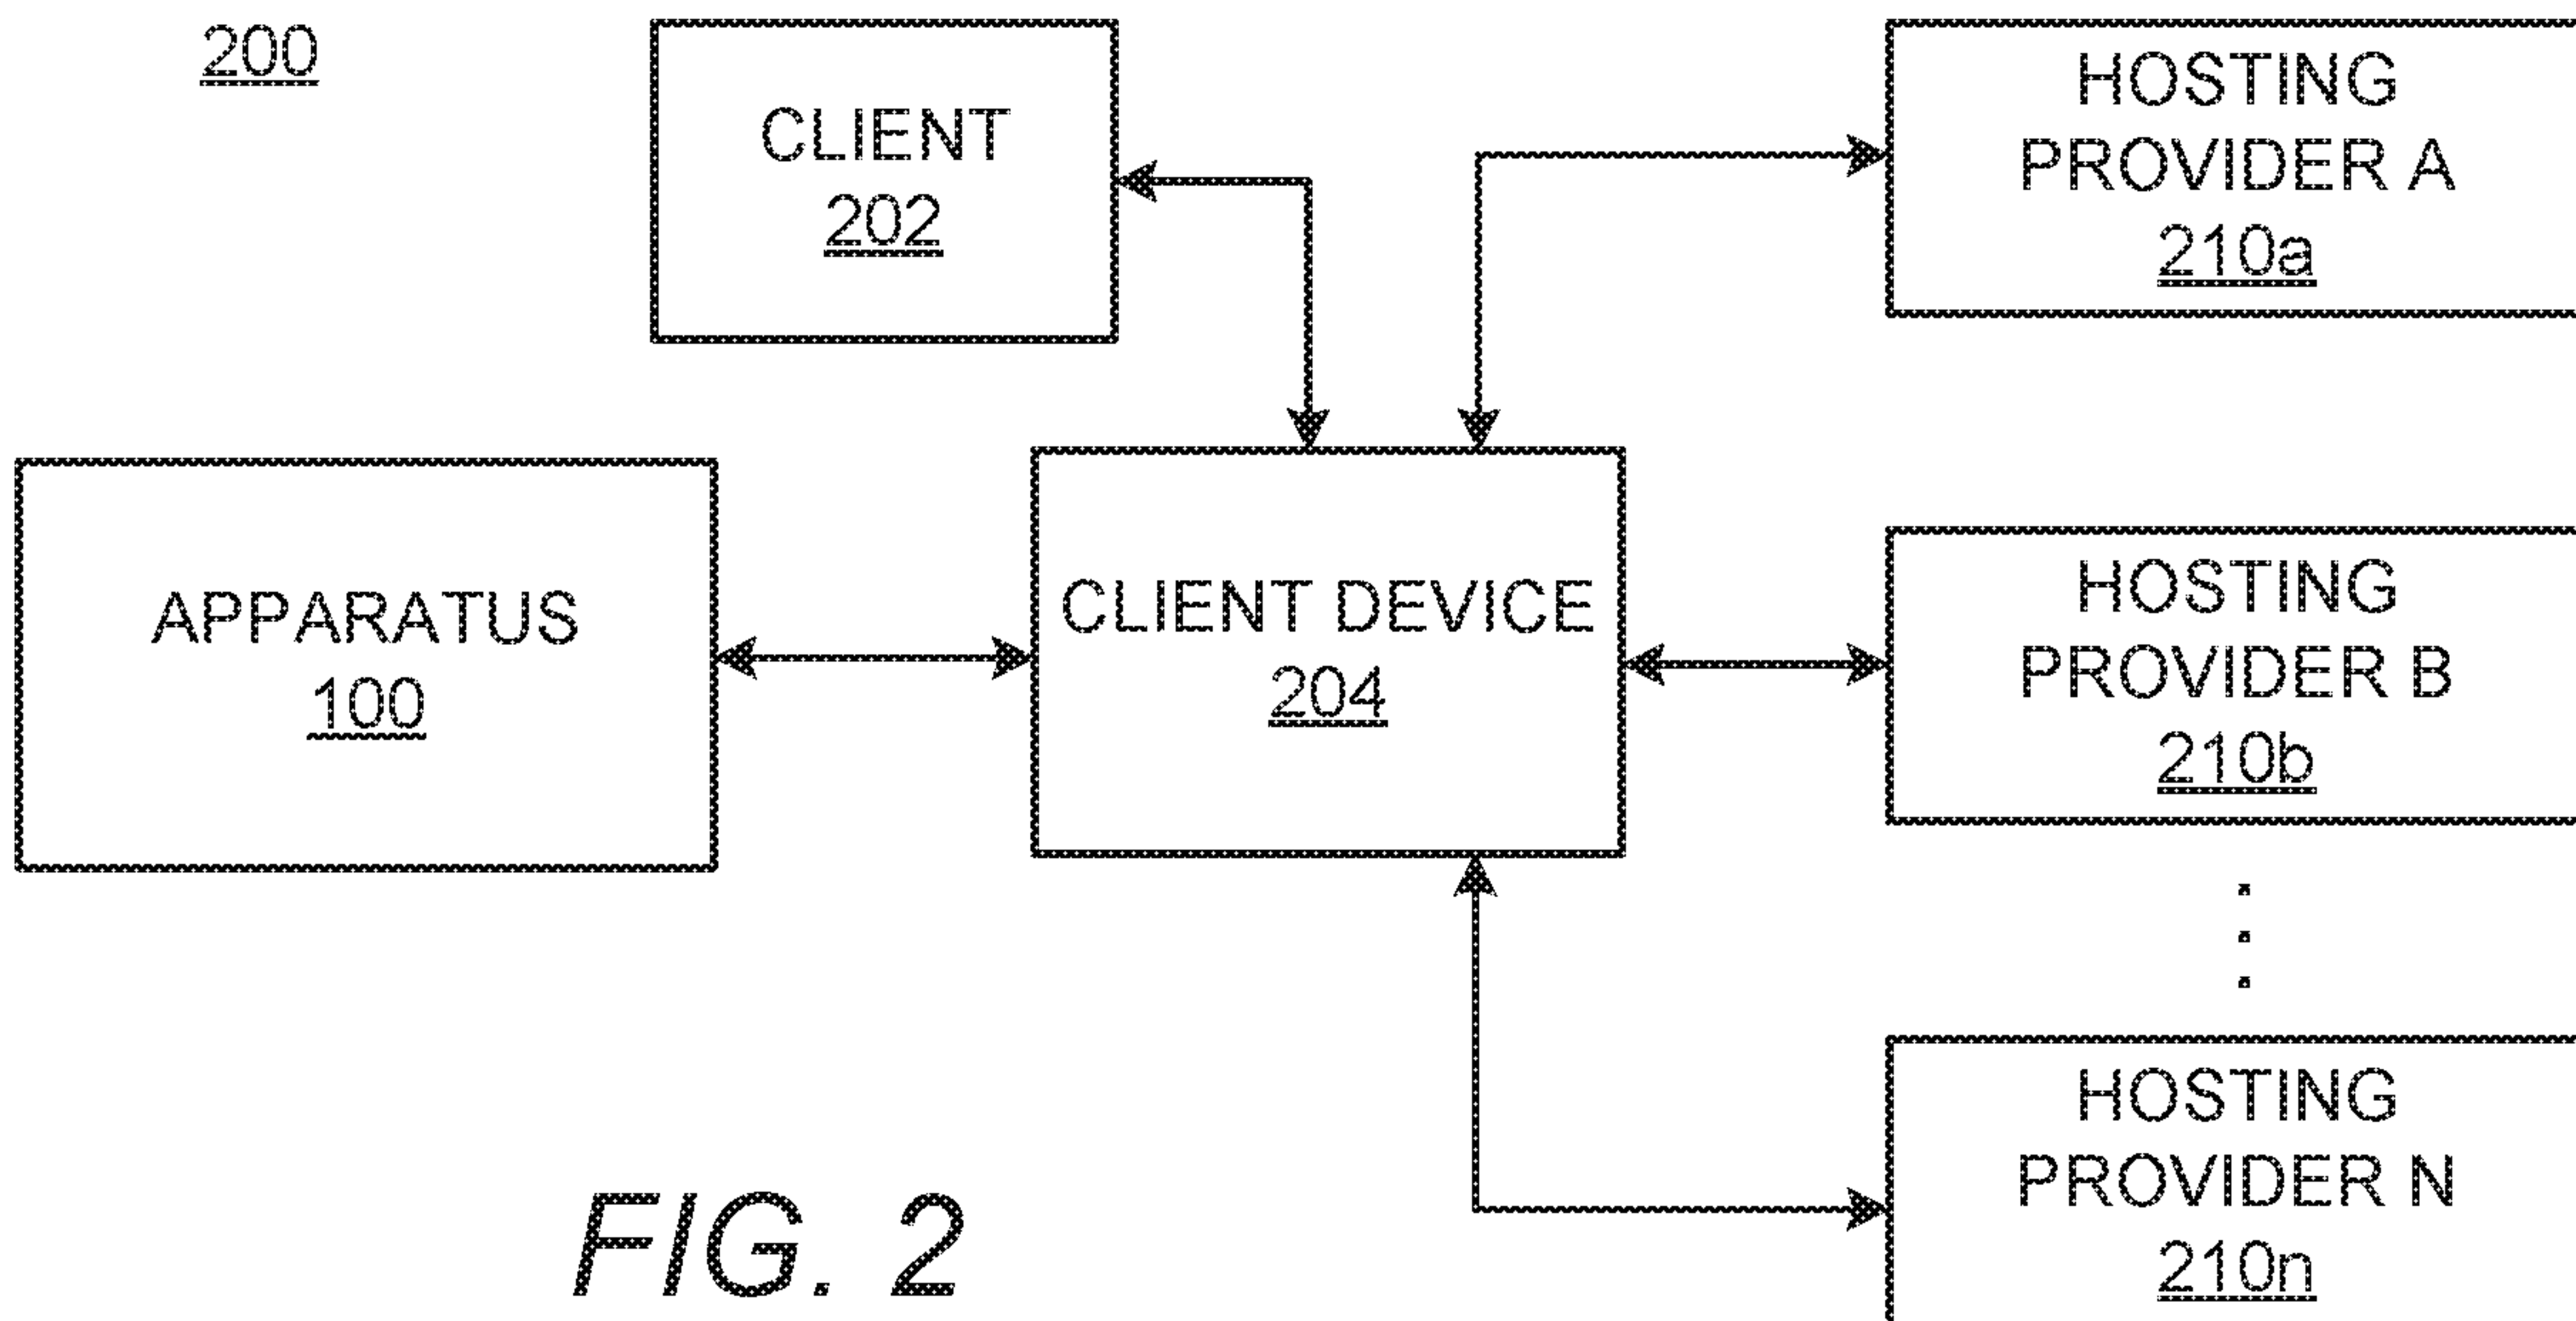 200
CLIENT
202
HOSTING
PROVIDER A
210a
APPARATUS
100
CLIENT DEVICE
204
HOSTING
PROVIDER B
210b
HOSTING
PROVIDER N
210n
FIG. 2